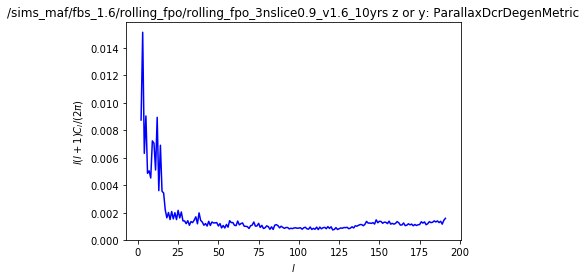 /sims_maf/fbs_1.6/rolling_fpo/rolling_fpo_3nslice0.9_v1.6_10yrs z or y: ParallaxDcrDegenMetric
l(l + 1)C_l/(2π)
0.014
0.012
0.010
0.008
0.006
0.004
0.002
0.000
0 25 50 75 100 125 150 175 200
l